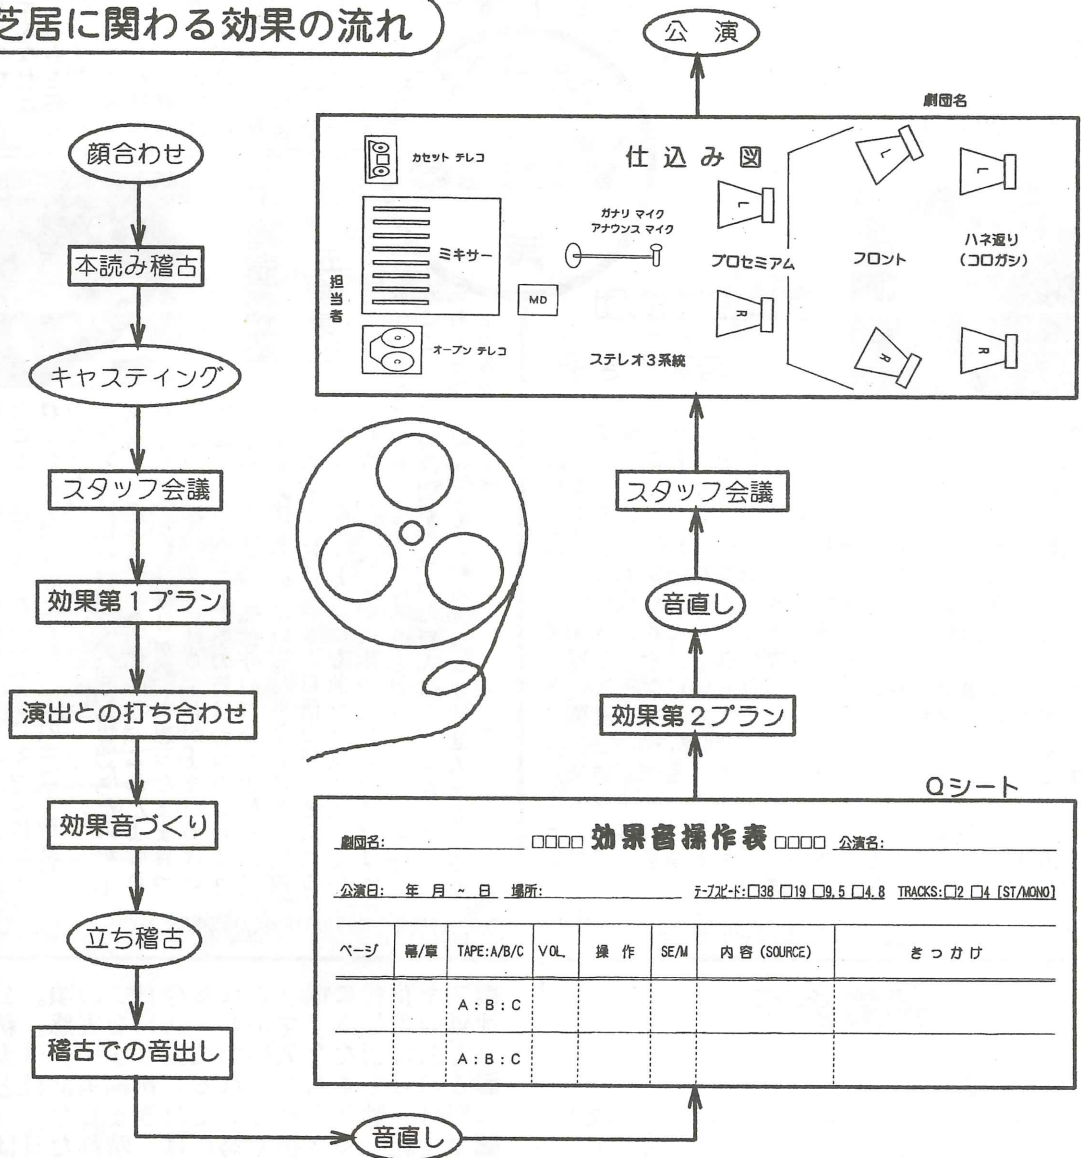 芝居に関わる効果の流れ
顔合わせ
本読み稽古
キャスティング
スタッフ会議
効果第1プラン
演出との打ち合わせ
効果音づくり
立ち稽古
稽古での音出し
音直し
Qシート
劇団名:
□□□□ 効果音操作表 □□□□
公演名:
公演日: 年 月 ~ 日 場所:
テープスピード:□38 □19 □9.5 □4.8 TRACKS:□2 □4 [ST/MONO]
ページ 幕/章 TAPE:A/B/C VOL. 操 作 SE/M 内 容 (SOURCE) きっかけ
A:B:C
A:B:C
効果第2プラン
音直し
スタッフ会議
劇団名
仕込み図
カセット テレコ
ミキサー
担当者
MD
オープン テレコ
ガナリ マイク
アナウンス マイク
ステレオ3系統
L
プロセミアム
R
L
フロント
R
L
ハネ返り
(コロガシ)
R
公 演